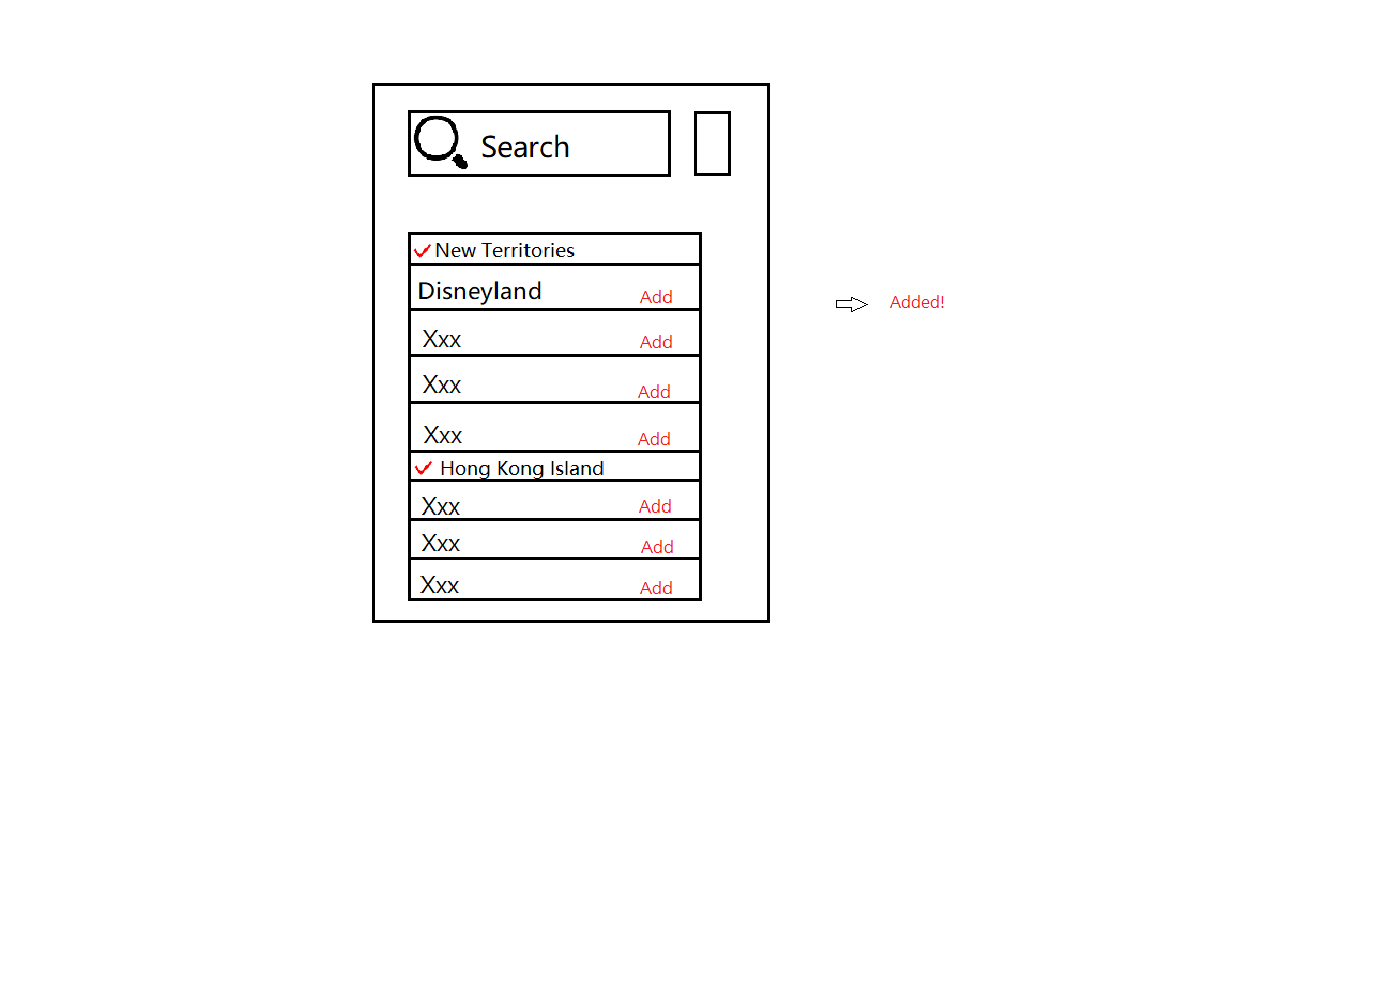 Search
New Territories
Disneyland Add
Added!
Xxx Add
Xxx Add
Xxx Add
Hong Kong Island
Xxx Add
Xxx Add
Xxx Add